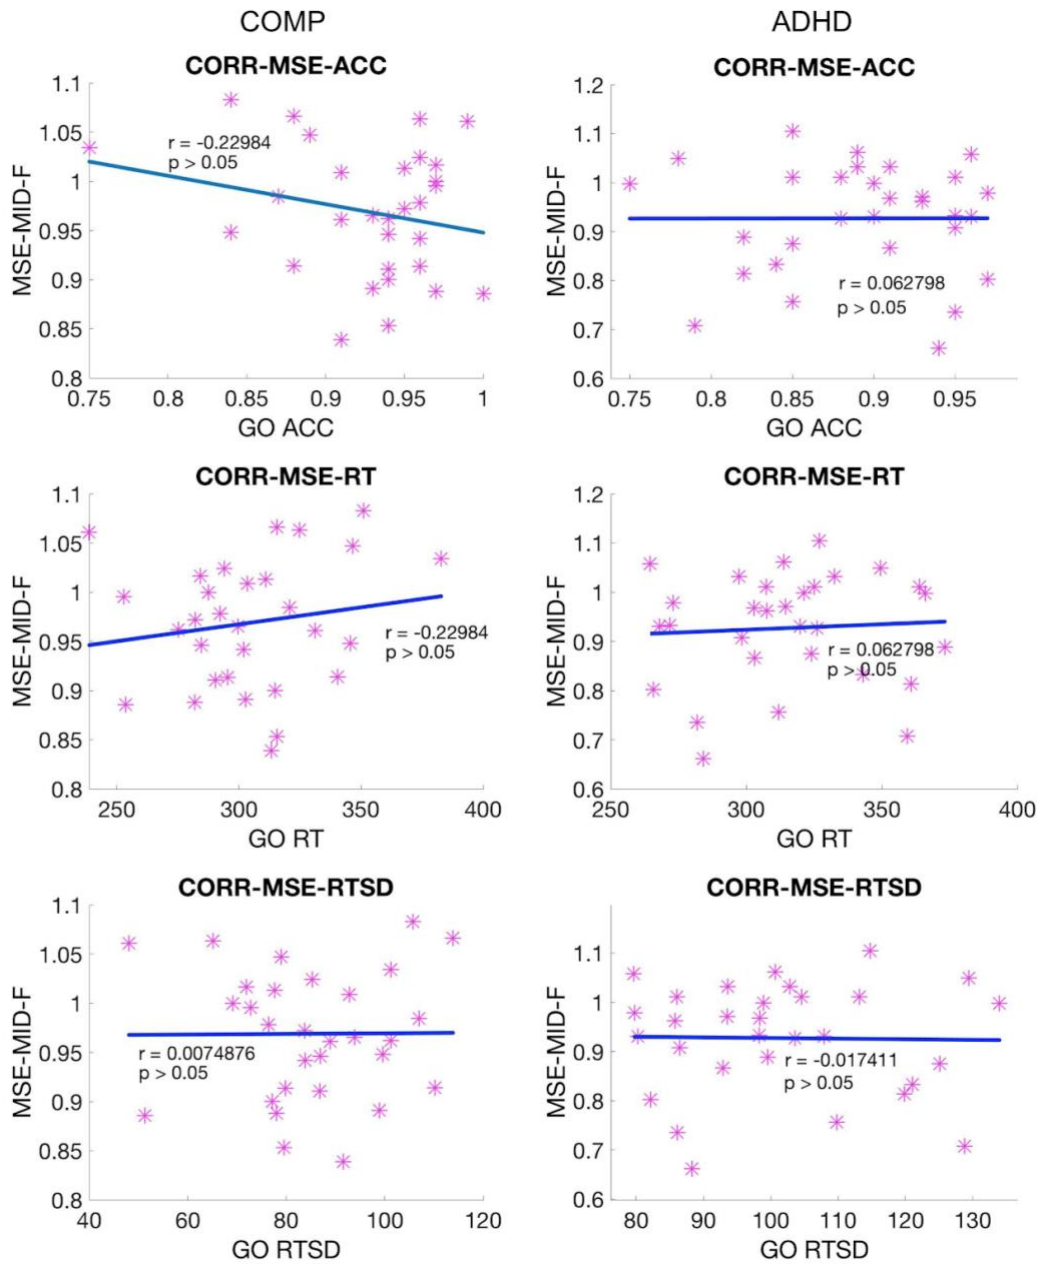 COMP
ADHD
CORR-MSE-ACC
1.1
1.05
1
0.95
0.9
0.85
0.8
MSE-MID-F
r = -0.22984
p > 0.05
0.75 0.8 0.85 0.9 0.95 1
GO ACC
CORR-MSE-ACC
1.2
1.1
1
0.9
0.8
0.7
0.6
MSE-MID-F
r = 0.062798
p > 0.05
0.75 0.8 0.85 0.9 0.95
GO ACC
CORR-MSE-RT
1.1
1.05
1
0.95
0.9
0.85
0.8
MSE-MID-F
r = -0.22984
p > 0.05
250 300 350 400
GO RT
CORR-MSE-RT
1.2
1.1
1
0.9
0.8
0.7
0.6
MSE-MID-F
r = 0.062798
p > 0.05
250 300 350 400
GO RT
CORR-MSE-RTSD
1.1
1.05
1
0.95
0.9
0.85
0.8
MSE-MID-F
r = 0.0074876
p > 0.05
40 60 80 100 120
GO RTSD
CORR-MSE-RTSD
1.1
1
0.9
0.8
0.7
0.6
MSE-MID-F
r = -0.017411
p > 0.05
80 90 100 110 120 130
GO RTSD